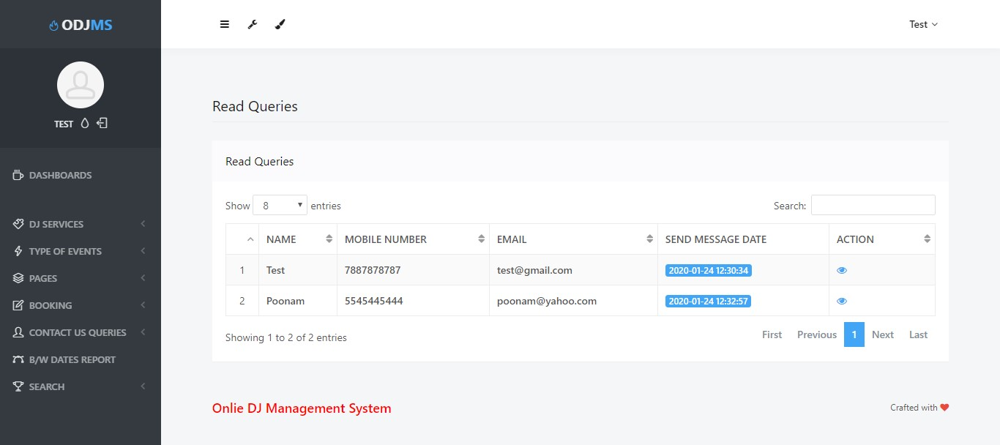 ODJMS
Test
TEST
DASHBOARDS
DJ SERVICES
TYPE OF EVENTS
PAGES
BOOKING
CONTACT US QUERIES
B/W DATES REPORT
SEARCH
Read Queries
Read Queries
Show 8 entries Search:
NAME MOBILE NUMBER EMAIL SEND MESSAGE DATE ACTION
1 Test 7887878787 test@gmail.com 2020-01-24 12:30:34
2 Poonam 5545445444 poonam@yahoo.com 2020-01-24 12:32:57
Showing 1 to 2 of 2 entries First Previous 1 Next Last
Onlie DJ Management System Crafted with